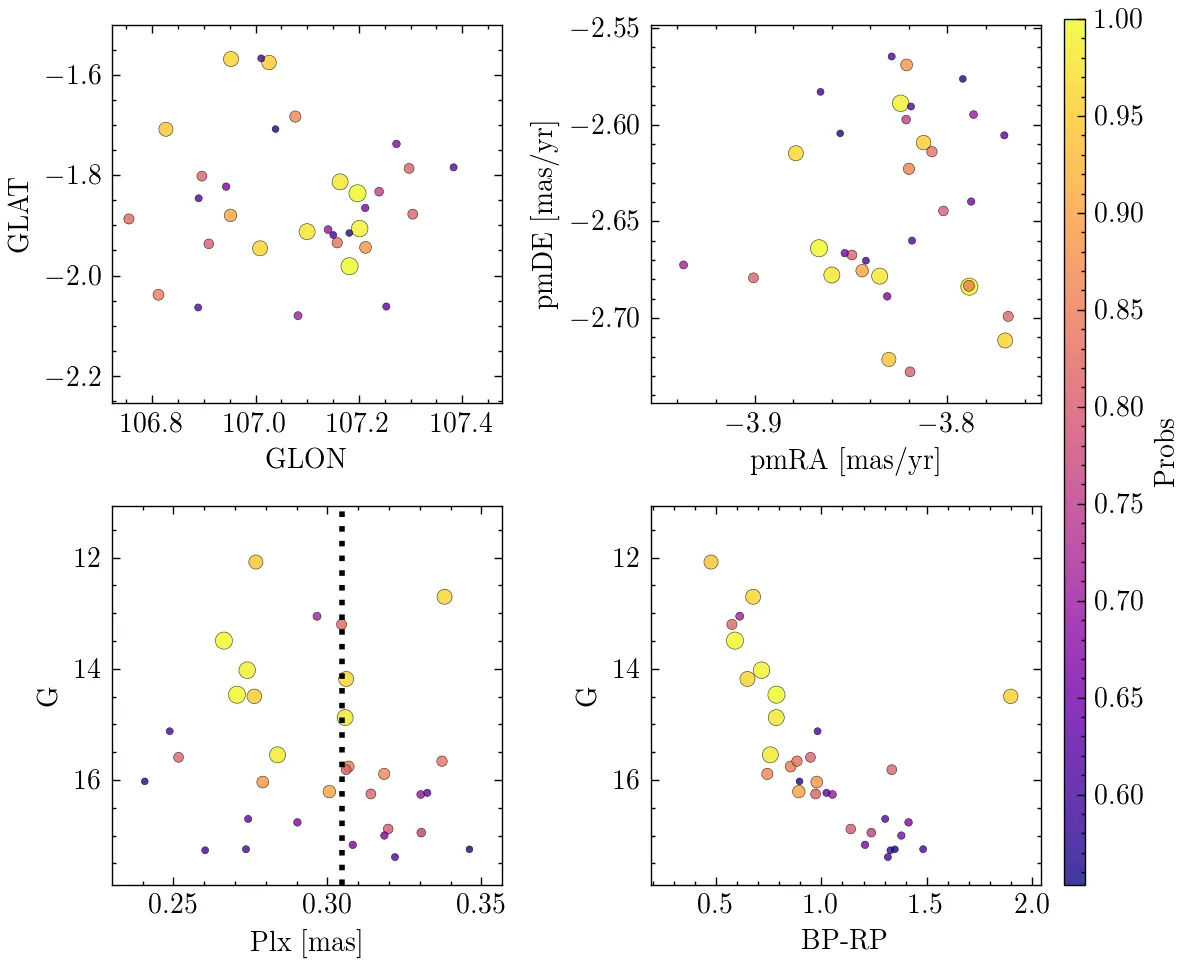 −1.6
−1.8
−2.0
−2.2
GLAT
106.8 107.0 107.2 107.4
GLON
−2.55
−2.60
−2.65
−2.70
pmDE [mas/yr]
−3.9 −3.8
pmRA [mas/yr]
12
14
16
G
0.25 0.30 0.35
Plx [mas]
12
14
16
G
0.5 1.0 1.5 2.0
BP-RP
1.00
0.95
0.90
0.85
0.80
0.75
0.70
0.65
0.60
Probs